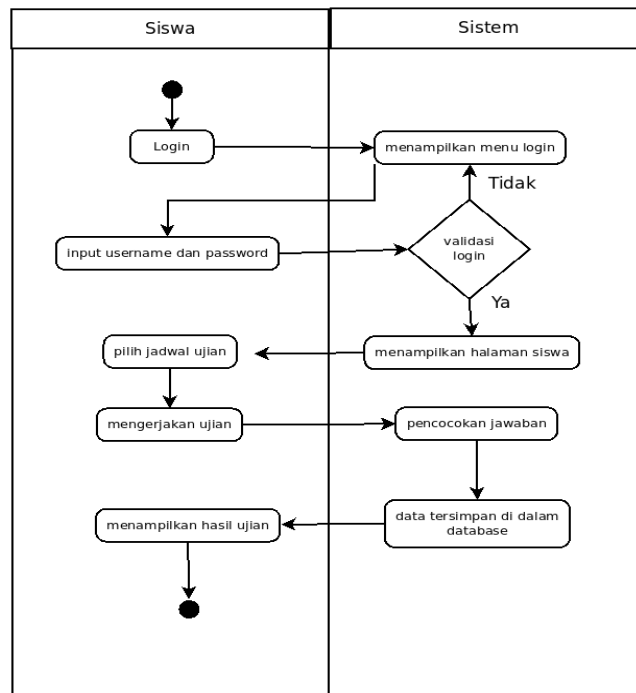 Siswa
Sistem
Login
menampilkan menu login
Tidak
input username dan password
validasi
login
Ya
pilih jadwal ujian
menampilkan halaman siswa
mengerjakan ujian
pencocokan jawaban
menampilkan hasil ujian
data tersimpan di dalam
database